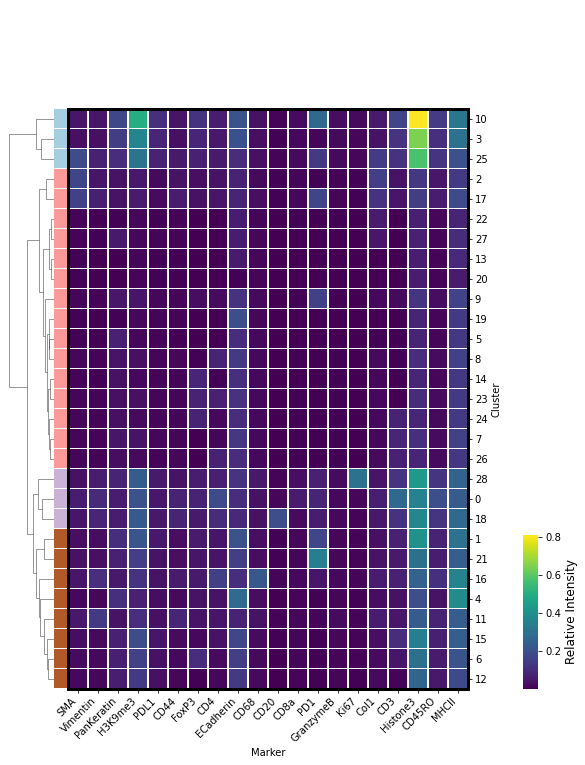 10
3
25
2
17
22
27
13
20
9
19
5
8
14
23
24
7
26
28
0
18
1
21
16
4
11
15
6
12
Cluster
SMA
Vimentin
PanKeratin
H3K9me3
PDL1
CD44
FoxP3
CD4
ECadherin
CD68
CD20
CD8a
PD1
GranzymeB
Ki67
Col1
CD3
Histone3
CD45RO
MHCII
Marker
0.8
0.6
0.4
0.2
Relative Intensity